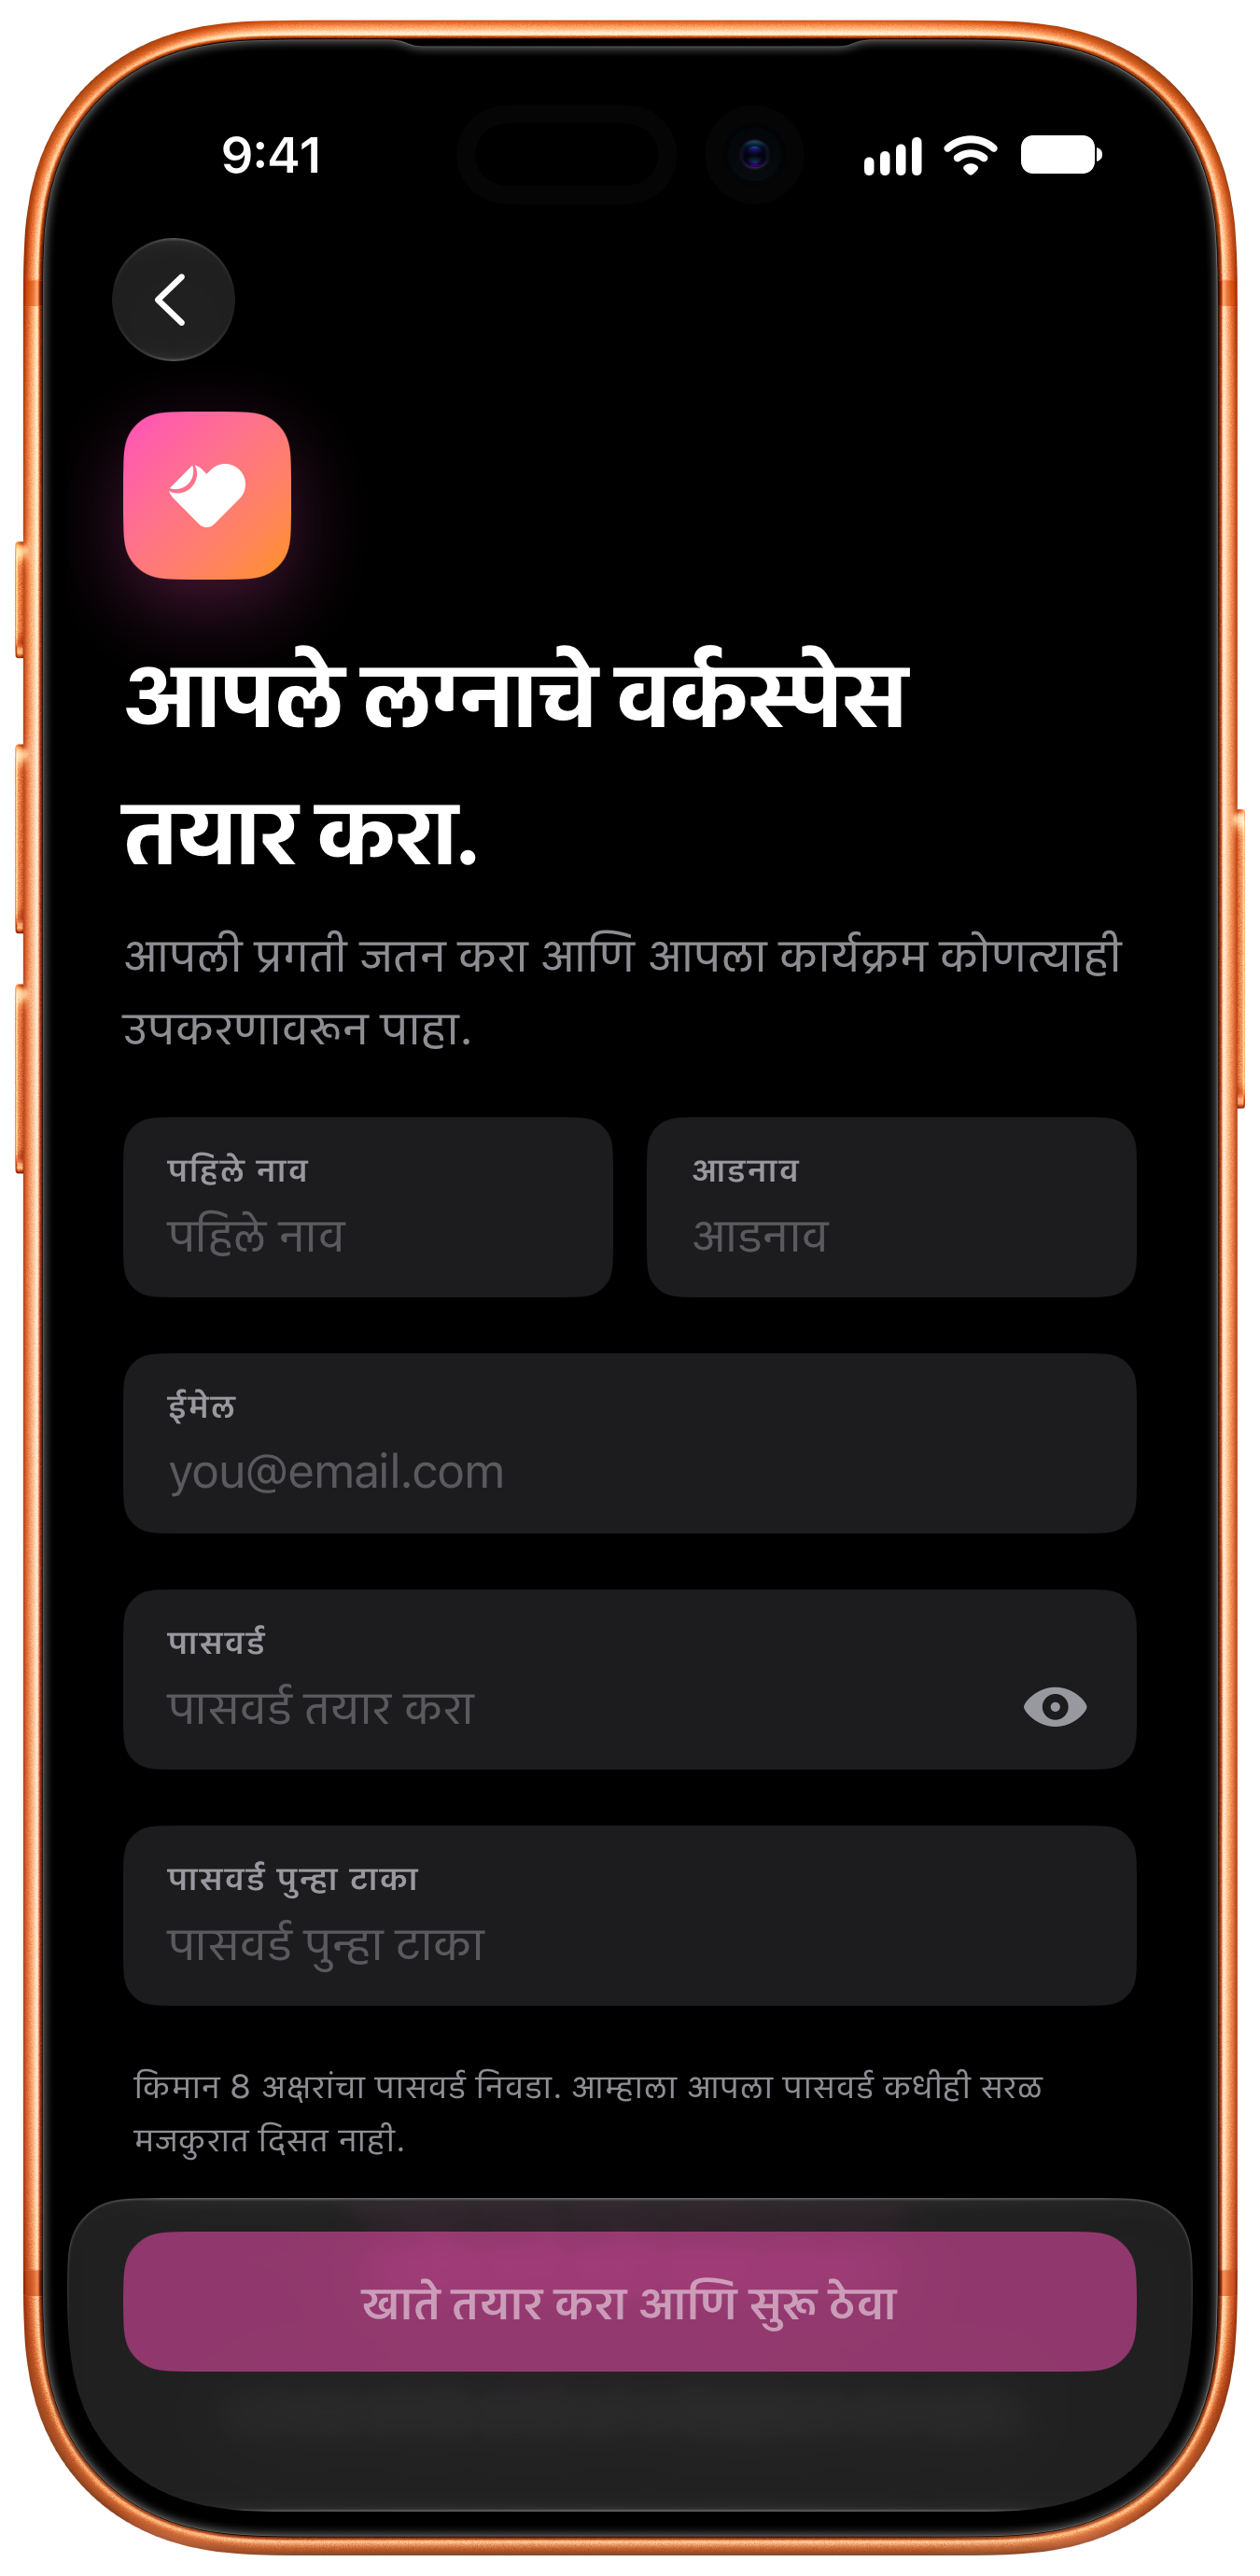 9:41
आपले लग्नाचे वर्कस्पेस
तयार करा.
आपली प्रगती जतन करा आणि आपला कार्यक्रम कोणत्याही
उपकरणावरून पाहा.
पहिले नाव
पहिले नाव
आडनाव
आडनाव
ईमेल
you@email.com
पासवर्ड
पासवर्ड तयार करा
पासवर्ड पुन्हा टाका
पासवर्ड पुन्हा टाका
किमान 8 अक्षरांचा पासवर्ड निवडा. आम्हाला आपला पासवर्ड कधीही सरळ
मजकुरात दिसत नाही.
खाते तयार करा आणि सुरू ठेवा